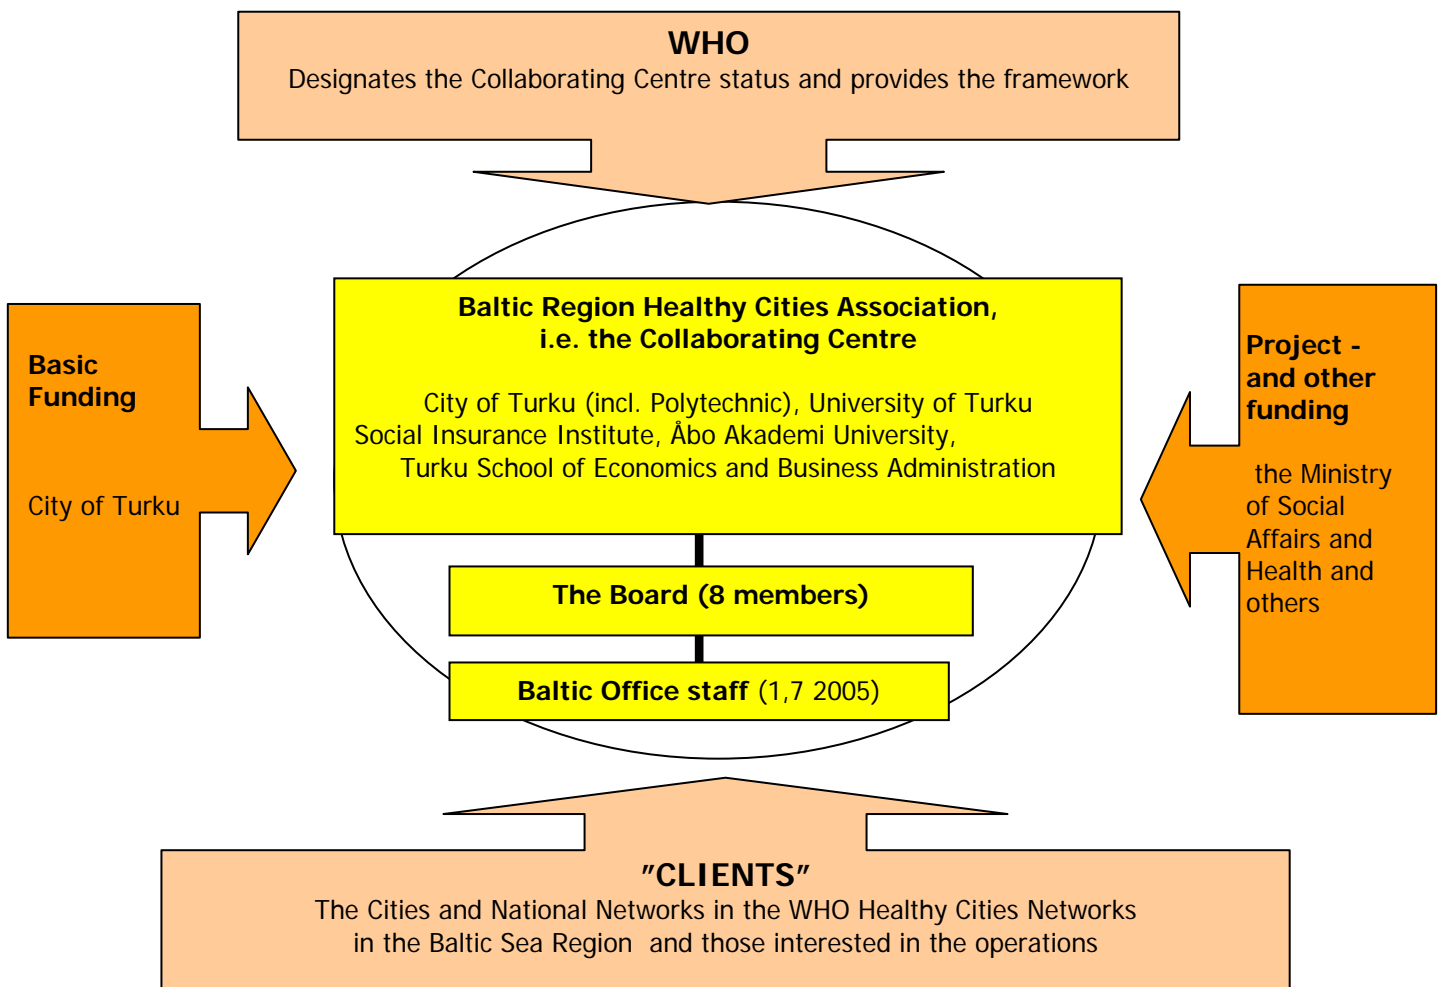 WHO
Designates the Collaborating Centre status and provides the framework
Basic
Funding
City of Turku
Baltic Region Healthy Cities Association,
i.e. the Collaborating Centre
City of Turku (incl. Polytechnic), University of Turku
Social Insurance Institute, Åbo Akademi University,
Turku School of Economics and Business Administration
The Board (8 members)
Baltic Office staff (1,7 2005)
Project -
and other
funding
the Ministry
of Social
Affairs and
Health and
others
"CLIENTS"
The Cities and National Networks in the WHO Healthy Cities Networks
in the Baltic Sea Region and those interested in the operations